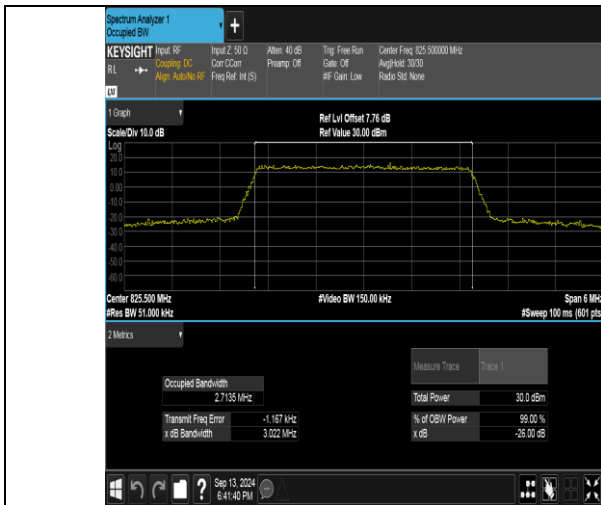 Spectrum Analyzer 1
Occupied BW
+
KEYSIGHT Input: RF Input Z: 50 Ω Atten: 40 dB Trig: Free Run Center Freq: 825.500000 MHz
RL Coupling: DC Corr CCorr Preamp: Off Gate: Off Avg|Hold: 30/30
Align: Auto/No RF Freq Ref: Int (S) #IF Gain: Low Radio Std: None
1 Graph
Ref Lvl Offset 7.76 dB
Scale/Div 10.0 dB Ref Value 30.00 dBm
Log
20.0
10.0
0.00
-10.0
-20.0
-30.0
-40.0
-50.0
-60.0
Center 825.500 MHz #Video BW 150.00 kHz Span 6 MHz
#Res BW 51.000 kHz #Sweep 100 ms (601 pts
2 Metrics
Measure Trace Trace 1
Occupied Bandwidth
2.7135 MHz Total Power 30.0 dBm
Transmit Freq Error -1.167 kHz % of OBW Power 99.00 %
x dB Bandwidth 3.022 MHz x dB -26.00 dB
? Sep 13, 2024
6:41:40 PM